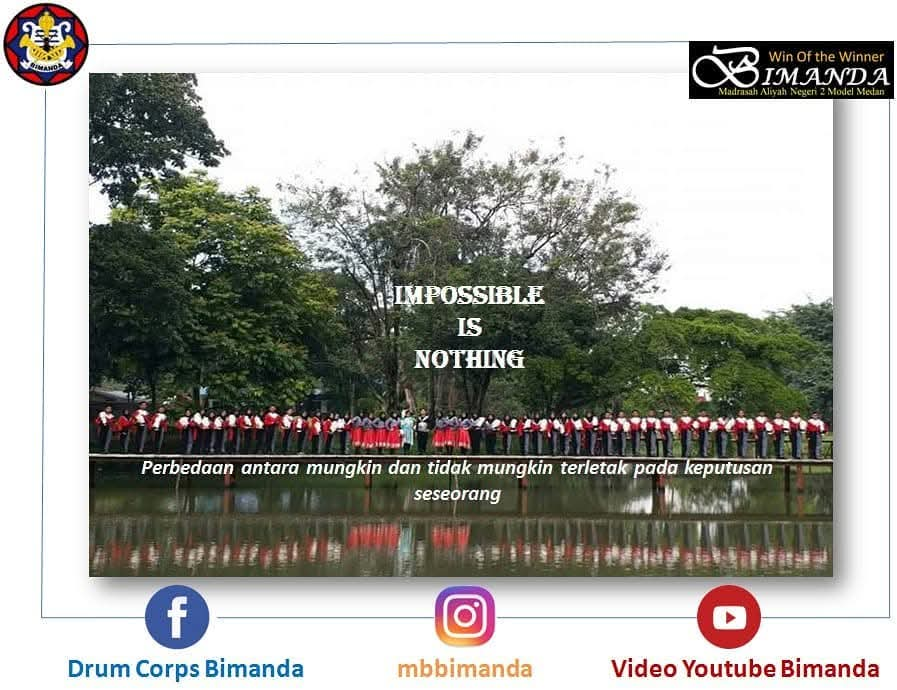 BIMANDA
Win Of the Winner
BIMANDA
Madrasah Aliyah Negeri 2 Model Medan
IMPOSSIBLE
IS
NOTHING
Perbedaan antara mungkin dan tidak mungkin terletak pada keputusan
seseorang
Drum Corps Bimanda
mbbimanda
Video Youtube Bimanda